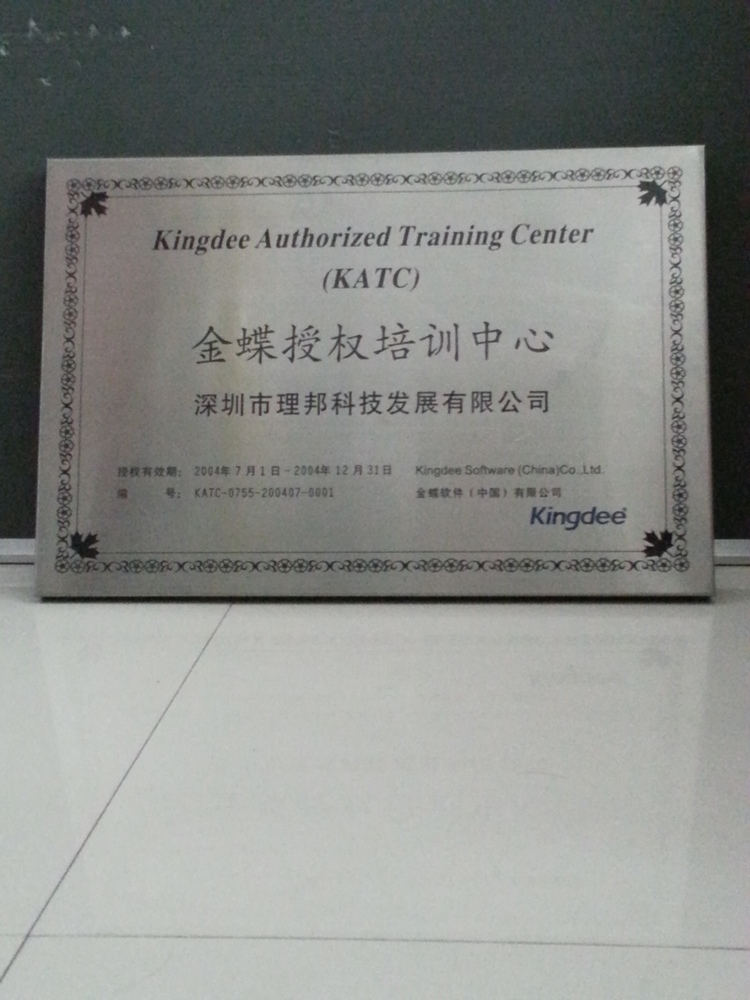 Kingdee Authorized Training Center
(KATC)
金蝶授权培训中心
深圳市理邦科技发展有限公司
授权有效期: 2004年7月1日-2004年12月31日
Kingdee Software (China)Co.,Ltd.
编 号: KATC-0755-200407-0001
金蝶软件(中国)有限公司
Kingdee